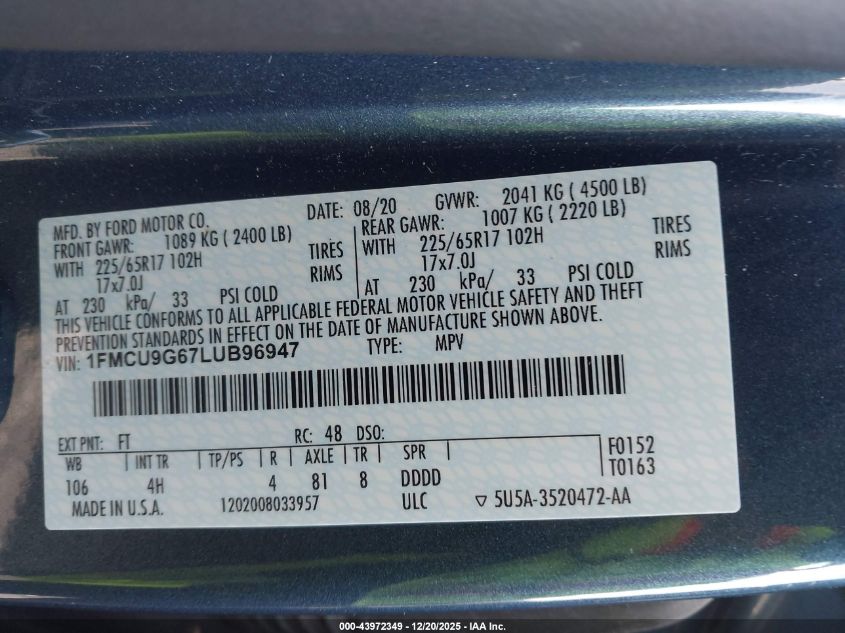 MFD. BY FORD MOTOR CO.
DATE: 08/20 GVWR: 2041 KG ( 4500 LB)
FRONT GAWR: 1089 KG ( 2400 LB)
WITH 225/65R17 102H TIRES
17x7.0J RIMS
AT 230 kPa/ 33 PSI COLD
REAR GAWR: 1007 KG ( 2220 LB)
WITH 225/65R17 102H TIRES
17x7.0J RIMS
AT 230 kPa/ 33 PSI COLD
THIS VEHICLE CONFORMS TO ALL APPLICABLE FEDERAL MOTOR VEHICLE SAFETY AND THEFT
PREVENTION STANDARDS IN EFFECT ON THE DATE OF MANUFACTURE SHOWN ABOVE.
VIN: 1FMCU9G67LUB96947 TYPE: MPV
EXT PNT: FT RC: 48 DSO:
WB INT TR TP/PS R AXLE TR SPR
106 4H 4 81 8 DDDD
F0152
T0163
MADE IN U.S.A. 1202008033957 ULC ▽ 5U5A-3520472-AA
000-43972349 | 12/20/2025 | IAA Inc.